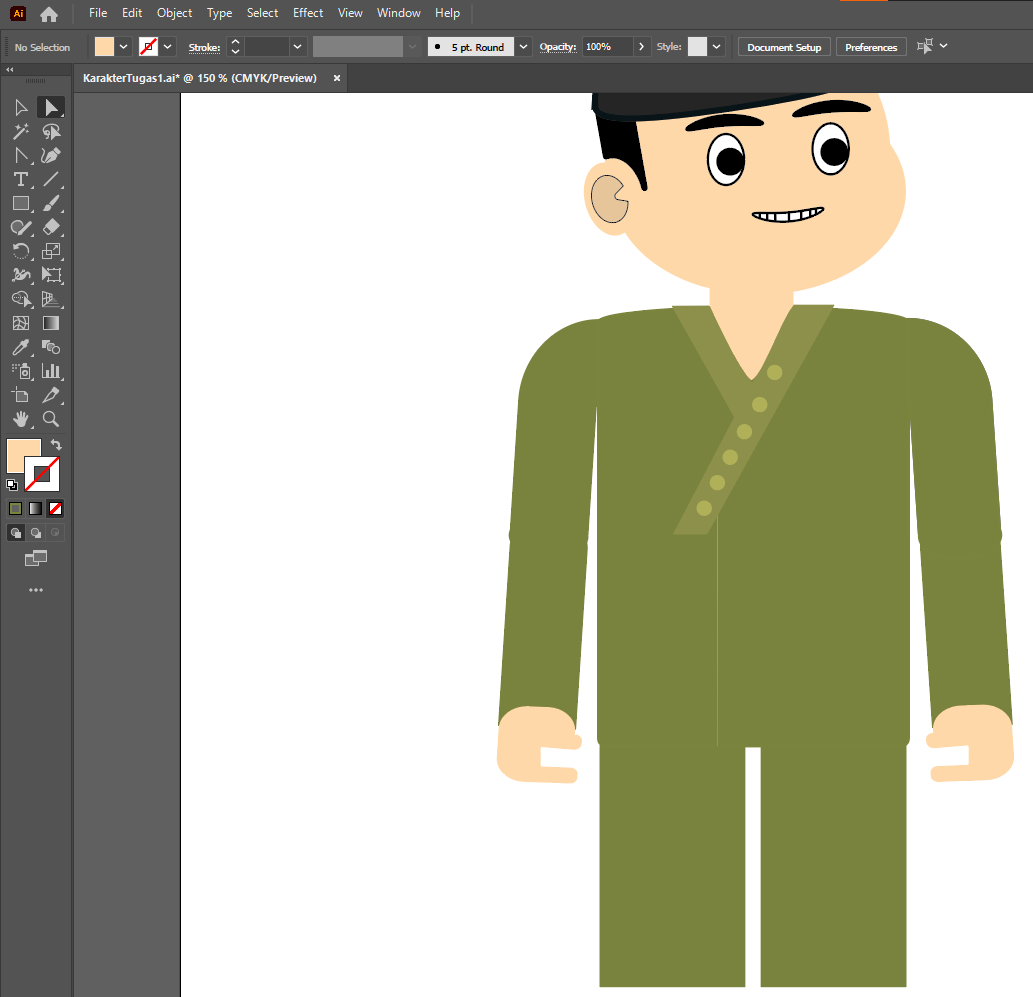 Ai File Edit Object Type Select Effect View Window Help
No Selection Stroke: 5 pt. Round Opacity: 100% Style: Document Setup Preferences
KarakterTugas1.ai* @ 150 % (CMYK/Preview) ×